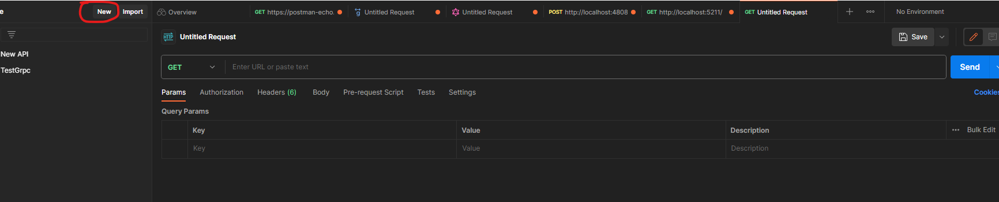 e New Import Overview GET https://postman-echo. Untitled Request Untitled Request POST http://localhost:4808 GET http://localhost:5211/ GET Untitled Request No Environment
HTTP Untitled Request Save
New API
TestGrpc
GET Enter URL or paste text Send
Params Authorization Headers (6) Body Pre-request Script Tests Settings Cookies
Query Params
Key Value Description Bulk Edit
Key Value Description